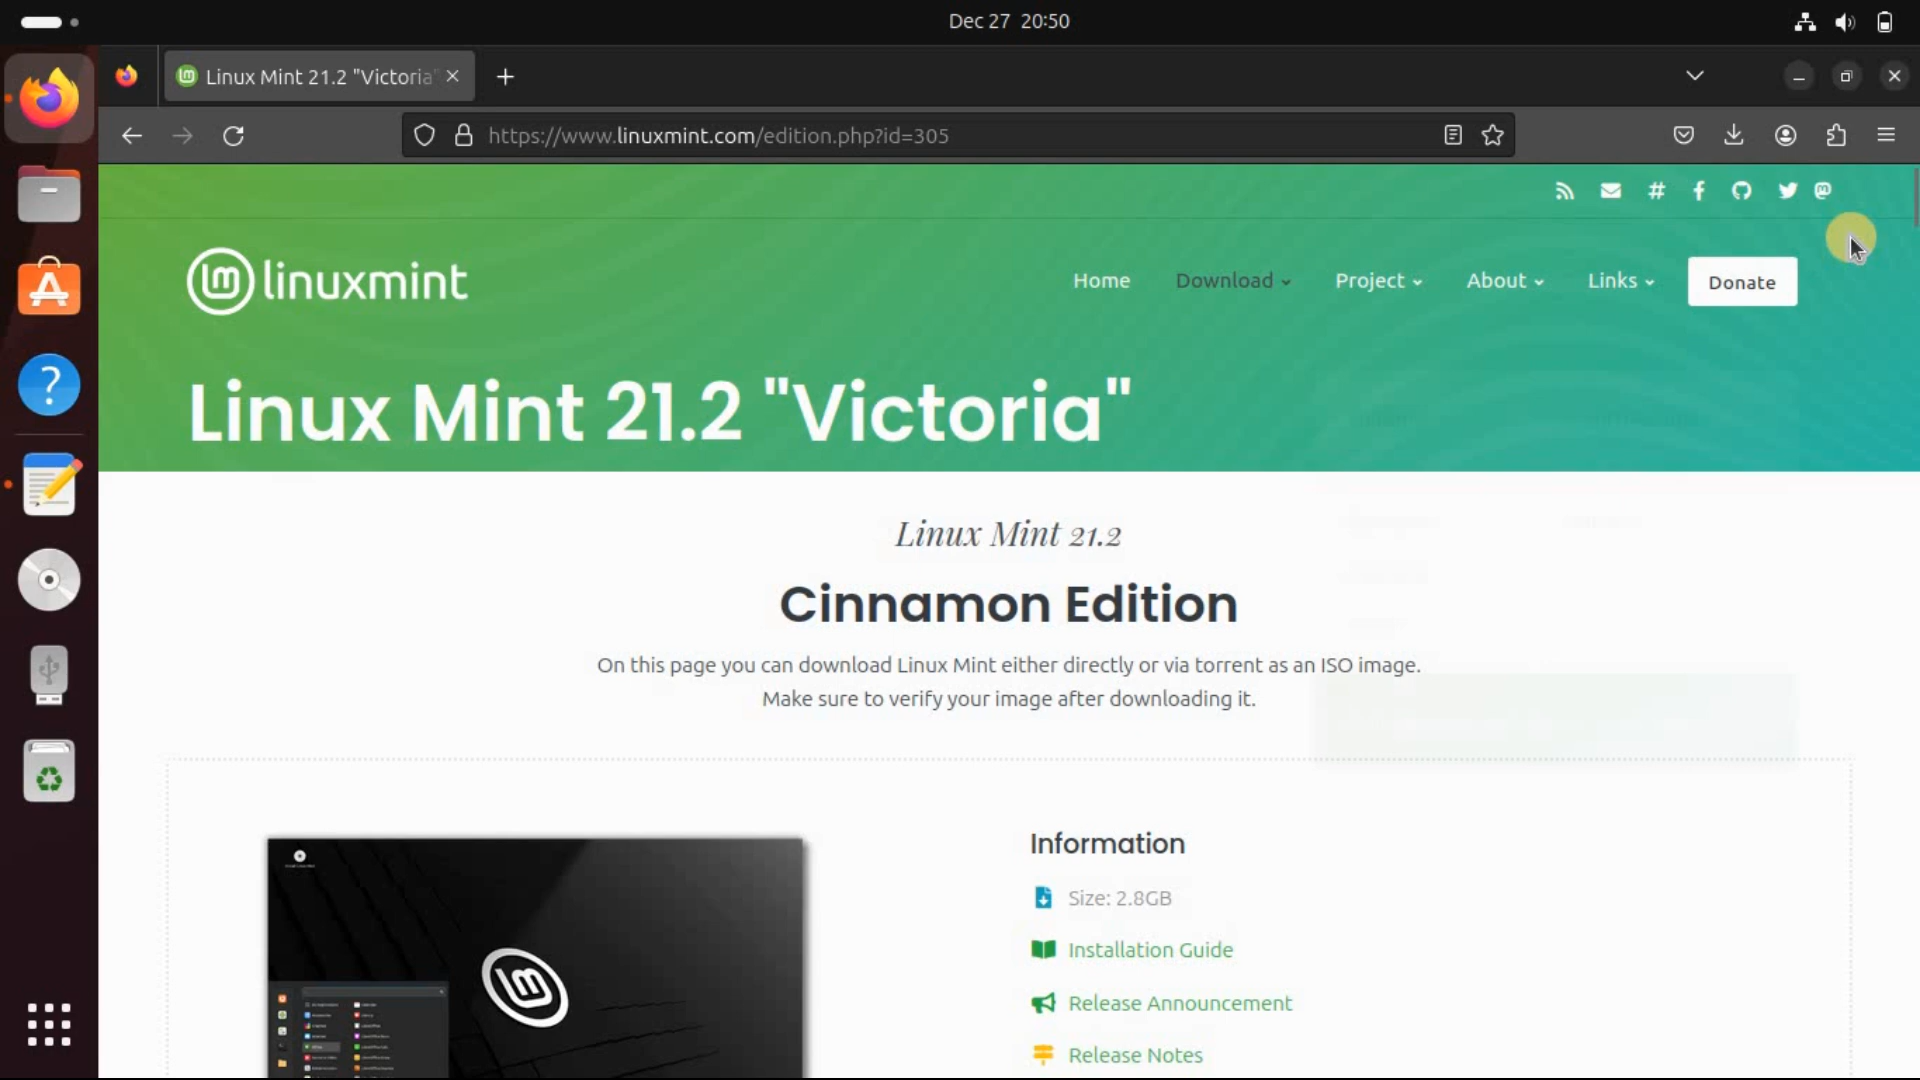 Dec 27 20:50
Linux Mint 21.2 "Victoria"
https://www.linuxmint.com/edition.php?id=305
linuxmint
Home
Download
Project
About
Links
Donate
Linux Mint 21.2 "Victoria"
Linux Mint 21.2
Cinnamon Edition
On this page you can download Linux Mint either directly or via torrent as an ISO image.
Make sure to verify your image after downloading it.
Information
Size: 2.8GB
Installation Guide
Release Announcement
Release Notes